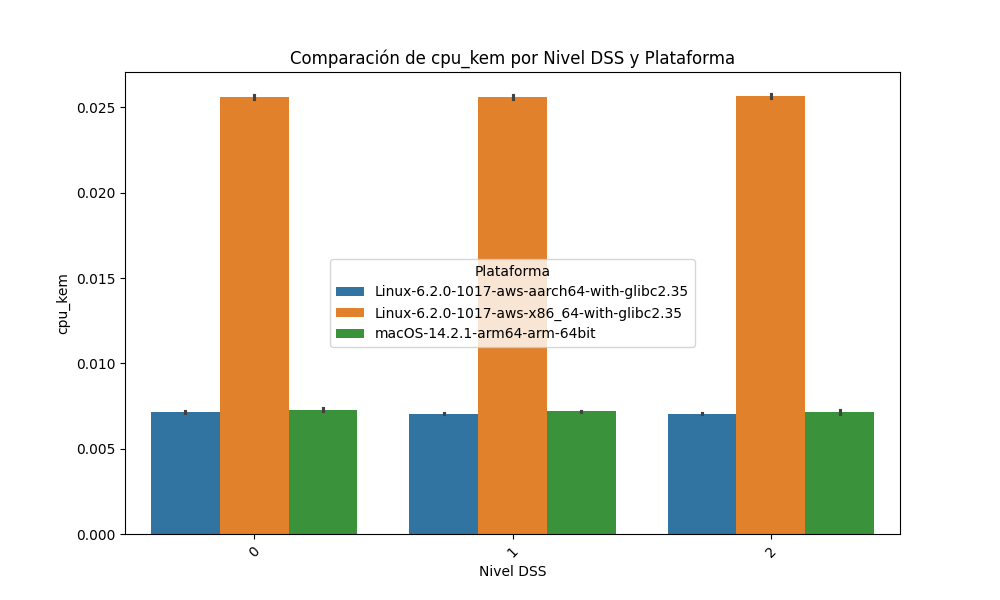 Comparación de cpu_kem por Nivel DSS y Plataforma
cpu_kem
0.025
0.020
0.015
0.010
0.005
0.000
Plataforma
Linux-6.2.0-1017-aws-aarch64-with-glibc2.35
Linux-6.2.0-1017-aws-x86_64-with-glibc2.35
macOS-14.2.1-arm64-arm-64bit
0
1
2
Nivel DSS